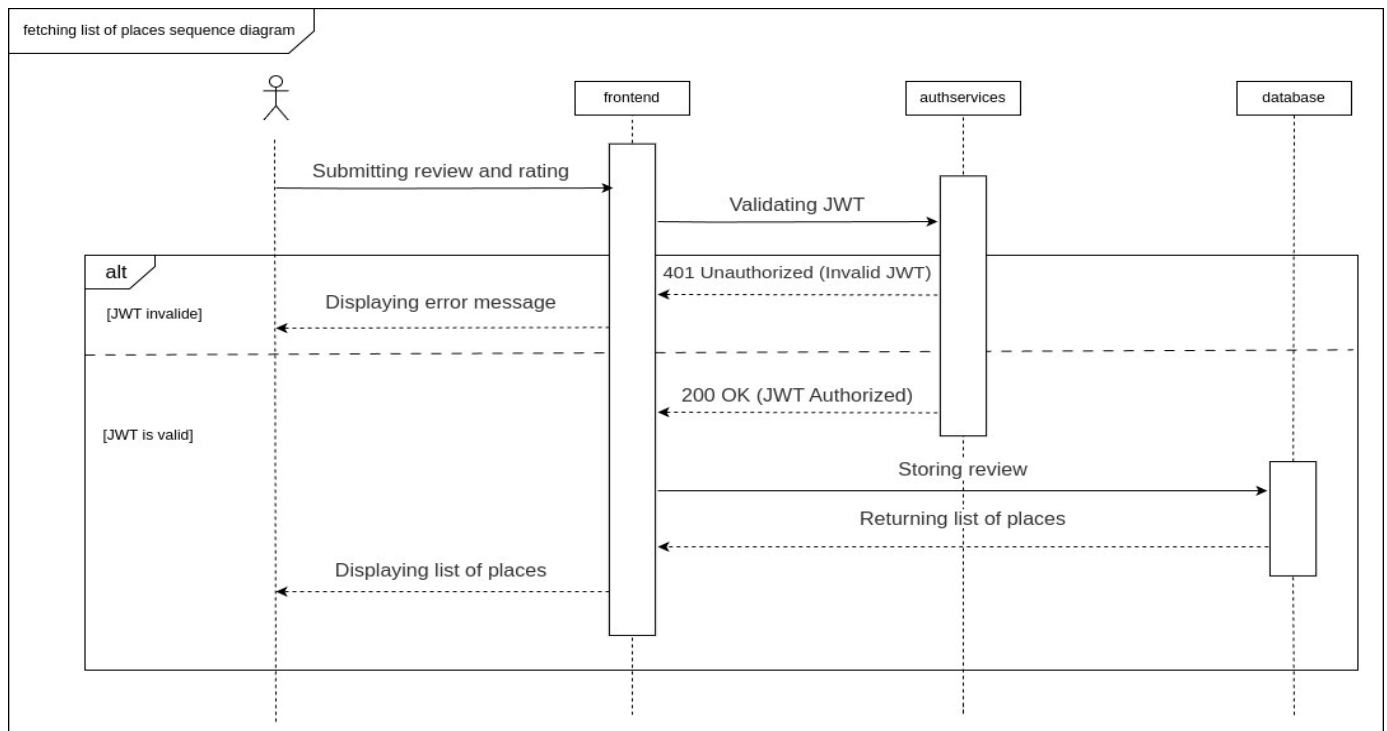 fetching list of places sequence diagram
frontend
authservices
database
Submitting review and rating
Validating JWT
alt
401 Unauthorized (Invalid JWT)
Displaying error message
[JWT invalide]
200 OK (JWT Authorized)
[JWT is valid]
Storing review
Returning list of places
Displaying list of places